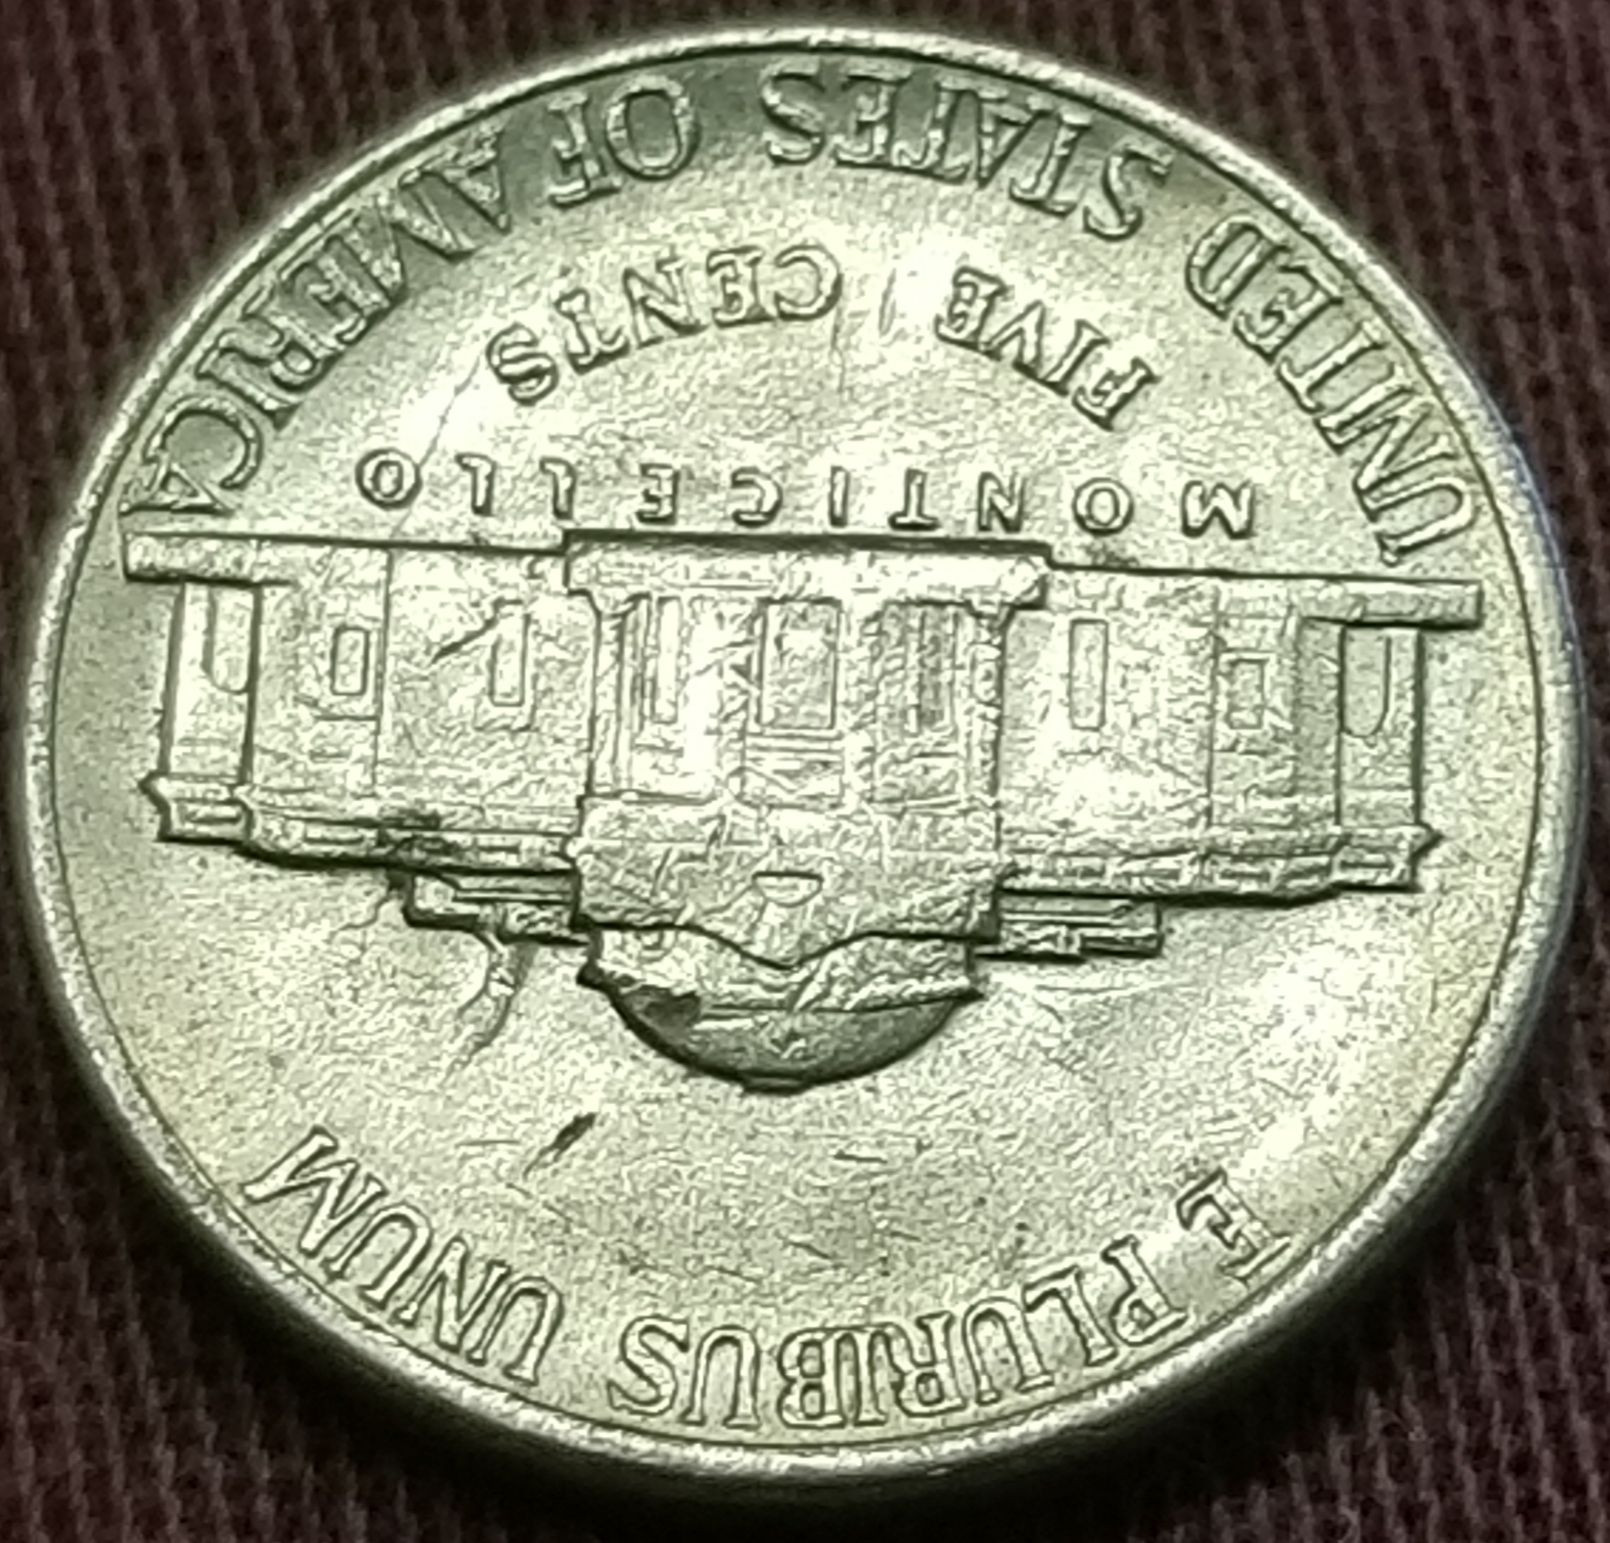 E PLURIBUS UNUM
MONTICELLO
FIVE CENTS
UNITED STATES OF AMERICA